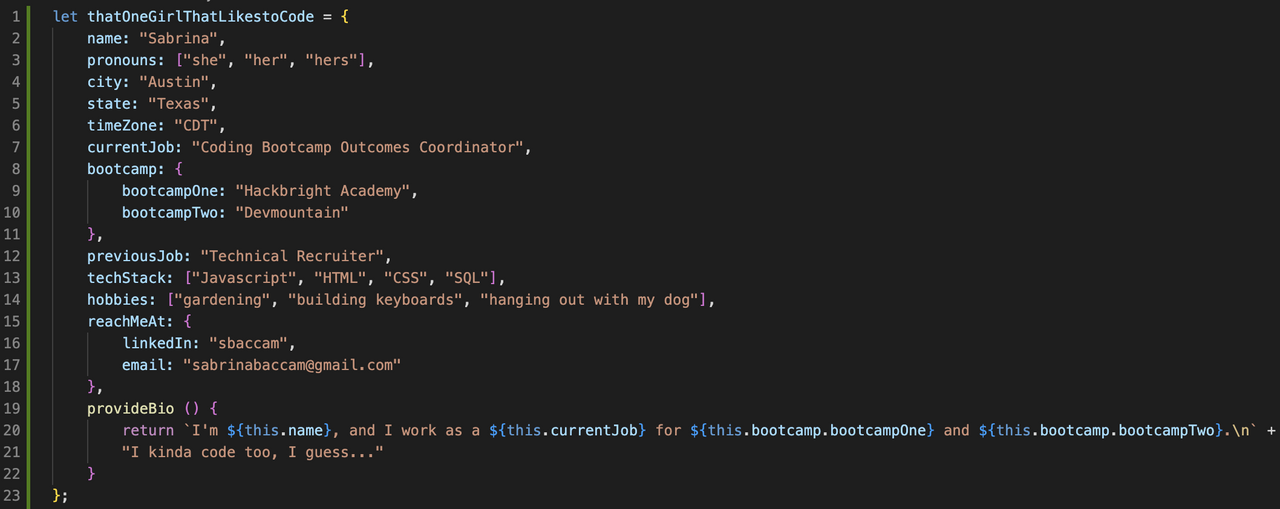 1 let thatOneGirlThatLikestoCode = {
2 name: "Sabrina",
3 pronouns: ["she", "her", "hers"],
4 city: "Austin",
5 state: "Texas",
6 timeZone: "CDT",
7 currentJob: "Coding Bootcamp Outcomes Coordinator",
8 bootcamp: {
9 bootcampOne: "Hackbright Academy",
10 bootcampTwo: "Devmountain"
11 },
12 previousJob: "Technical Recruiter",
13 techStack: ["Javascript", "HTML", "CSS", "SQL"],
14 hobbies: ["gardening", "building keyboards", "hanging out with my dog"],
15 reachMeAt: {
16 linkedIn: "sbaccam",
17 email: "sabrinabaccam@gmail.com"
18 },
19 provideBio () {
20 return `I'm ${this.name}, and I work as a ${this.currentJob} for ${this.bootcamp.bootcampOne} and ${this.bootcamp.bootcampTwo}.\n` +
21 "I kinda code too, I guess..."
22 }
23 };